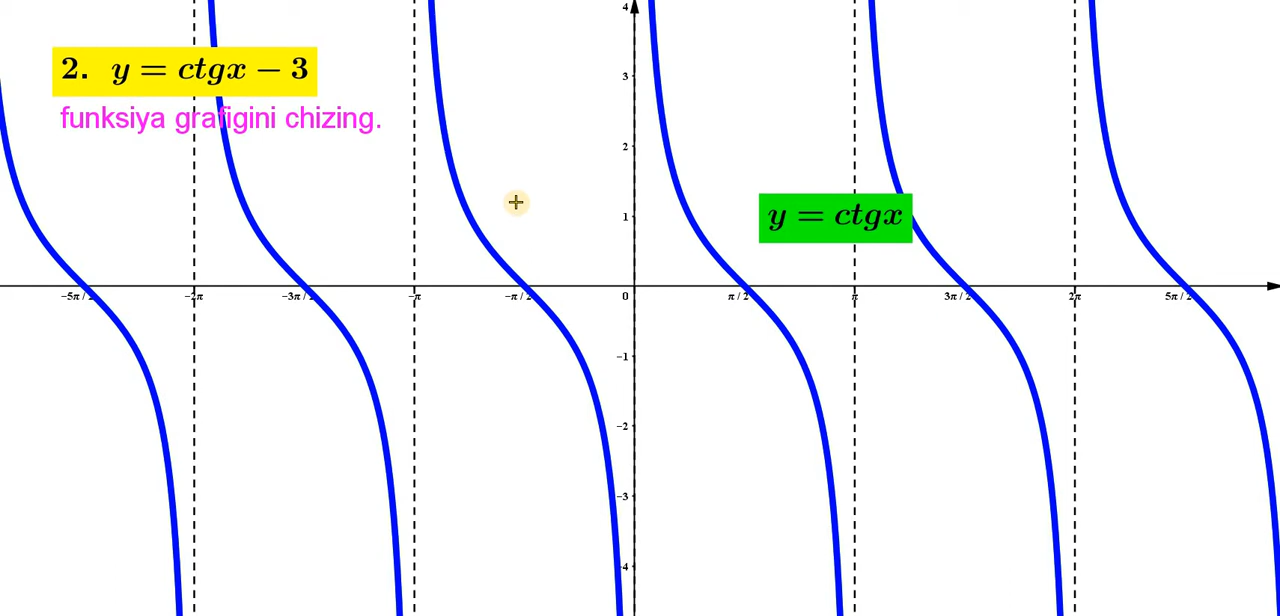 2. y = ctgx − 3
funksiya grafigini chizing.
y = ctgx
4
3
2
1
−5π / 2 −2π −3π / 2 −π −π / 2 0 π / 2 π 3π / 2 2π 5π / 2
−1
−2
−3
−4